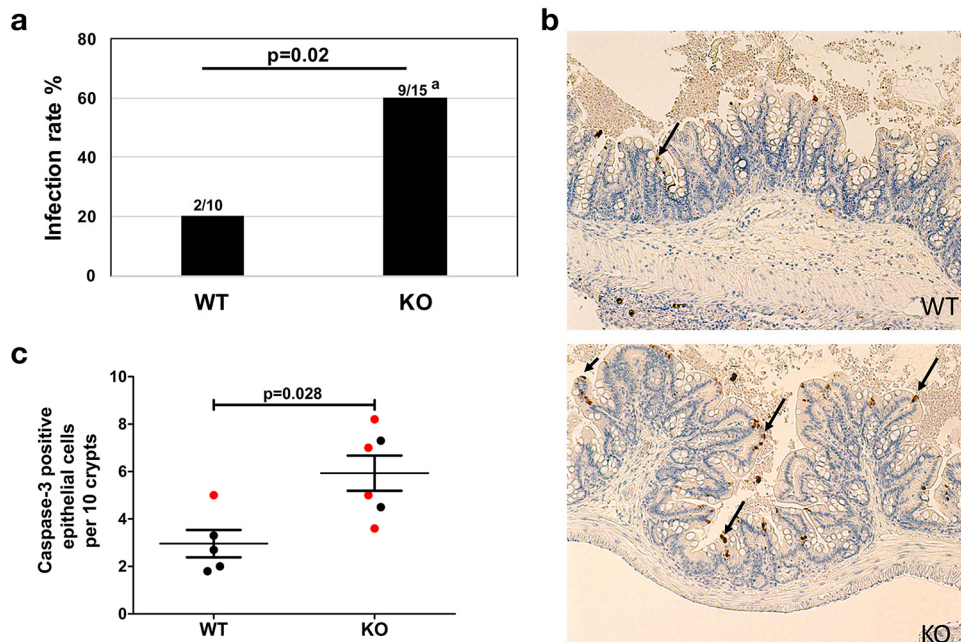 a
80
60
40
20
0
Infection rate %
p=0.02
2/10
9/15 a
WT
KO
b
WT
KO
c
10
8
6
4
2
0
Caspase-3 positive
epithelial cells
per 10 crypts
p=0.028
WT
KO